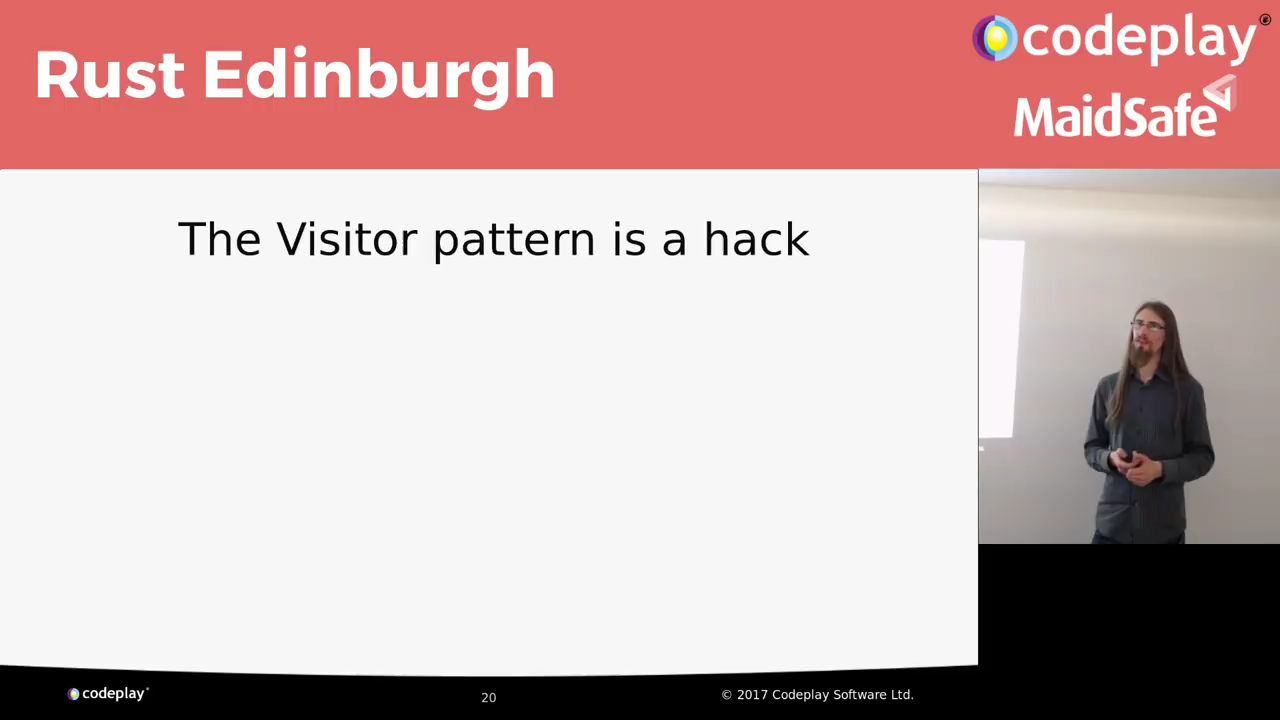 Rust Edinburgh
codeplay®
MaidSafe
The Visitor pattern is a hack
codeplay®
20
© 2017 Codeplay Software Ltd.